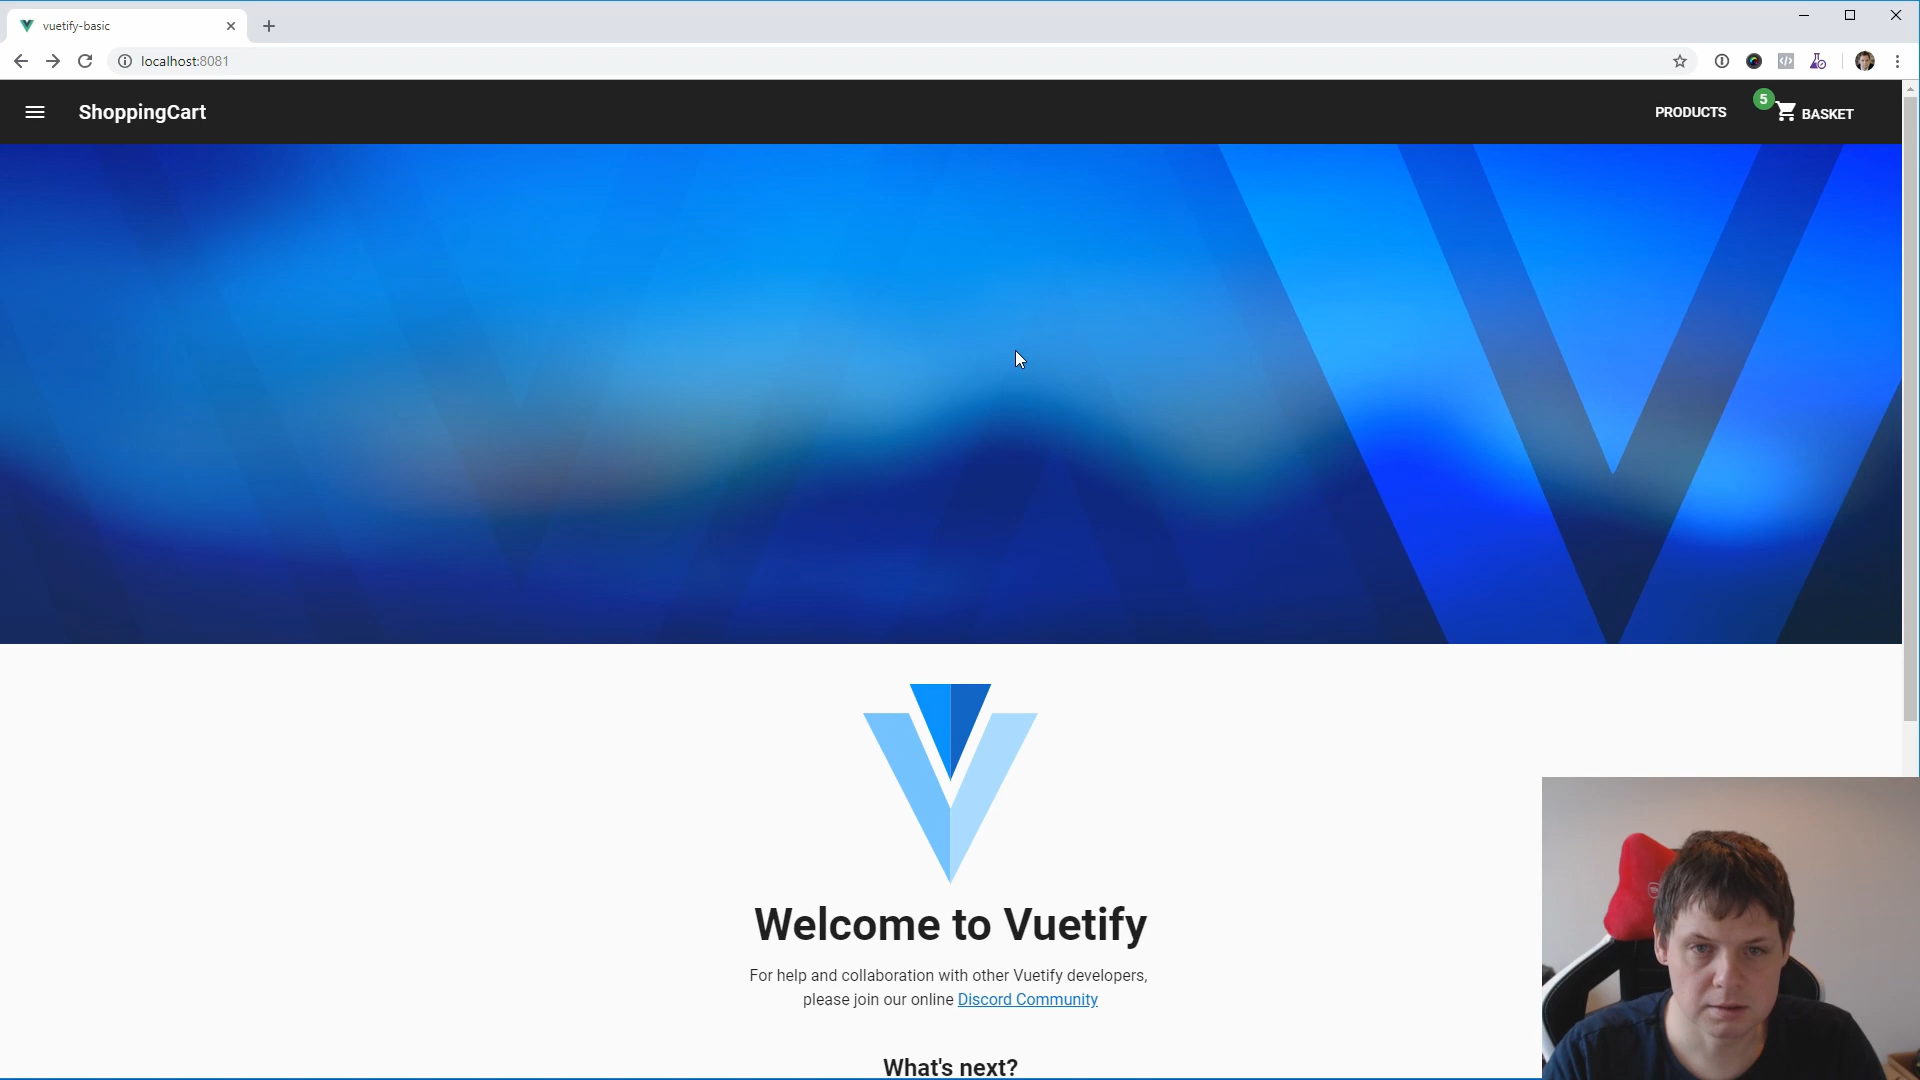 vuetify-basic
localhost:8081
ShoppingCart
PRODUCTS
5
BASKET
Welcome to Vuetify
For help and collaboration with other Vuetify developers,
please join our online Discord Community
What's next?